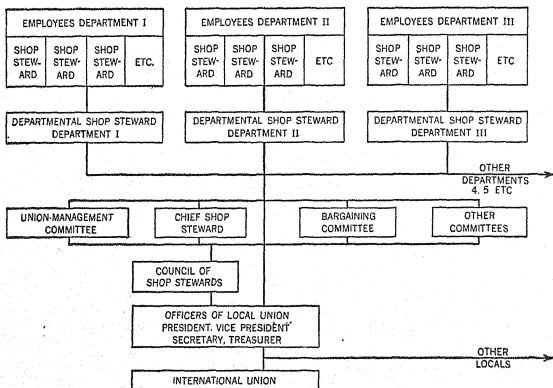 EMPLOYEES DEPARTMENT I
SHOP STEW-ARD
SHOP STEW-ARD
SHOP STEW-ARD
ETC.
EMPLOYEES DEPARTMENT II
SHOP STEW-ARD
SHOP STEW-ARD
SHOP STEW-ARD
ETC
EMPLOYEES DEPARTMENT III
SHOP STEW-ARD
SHOP STEW-ARD
SHOP STEW-ARD
ETC
DEPARTMENTAL SHOP STEWARD
DEPARTMENT I
DEPARTMENTAL SHOP STEWARD
DEPARTMENT II
DEPARTMENTAL SHOP STEWARD
DEPARTMENT III
OTHER
DEPARTMENTS
4, 5 ETC
UNION-MANAGEMENT
COMMITTEE
CHIEF SHOP
STEWARD
BARGAINING
COMMITTEE
OTHER
COMMITTEES
COUNCIL OF
SHOP STEWARDS
OFFICERS OF LOCAL UNION
PRESIDENT, VICE PRESIDENT
SECRETARY, TREASURER
OTHER
LOCALS
INTERNATIONAL UNION